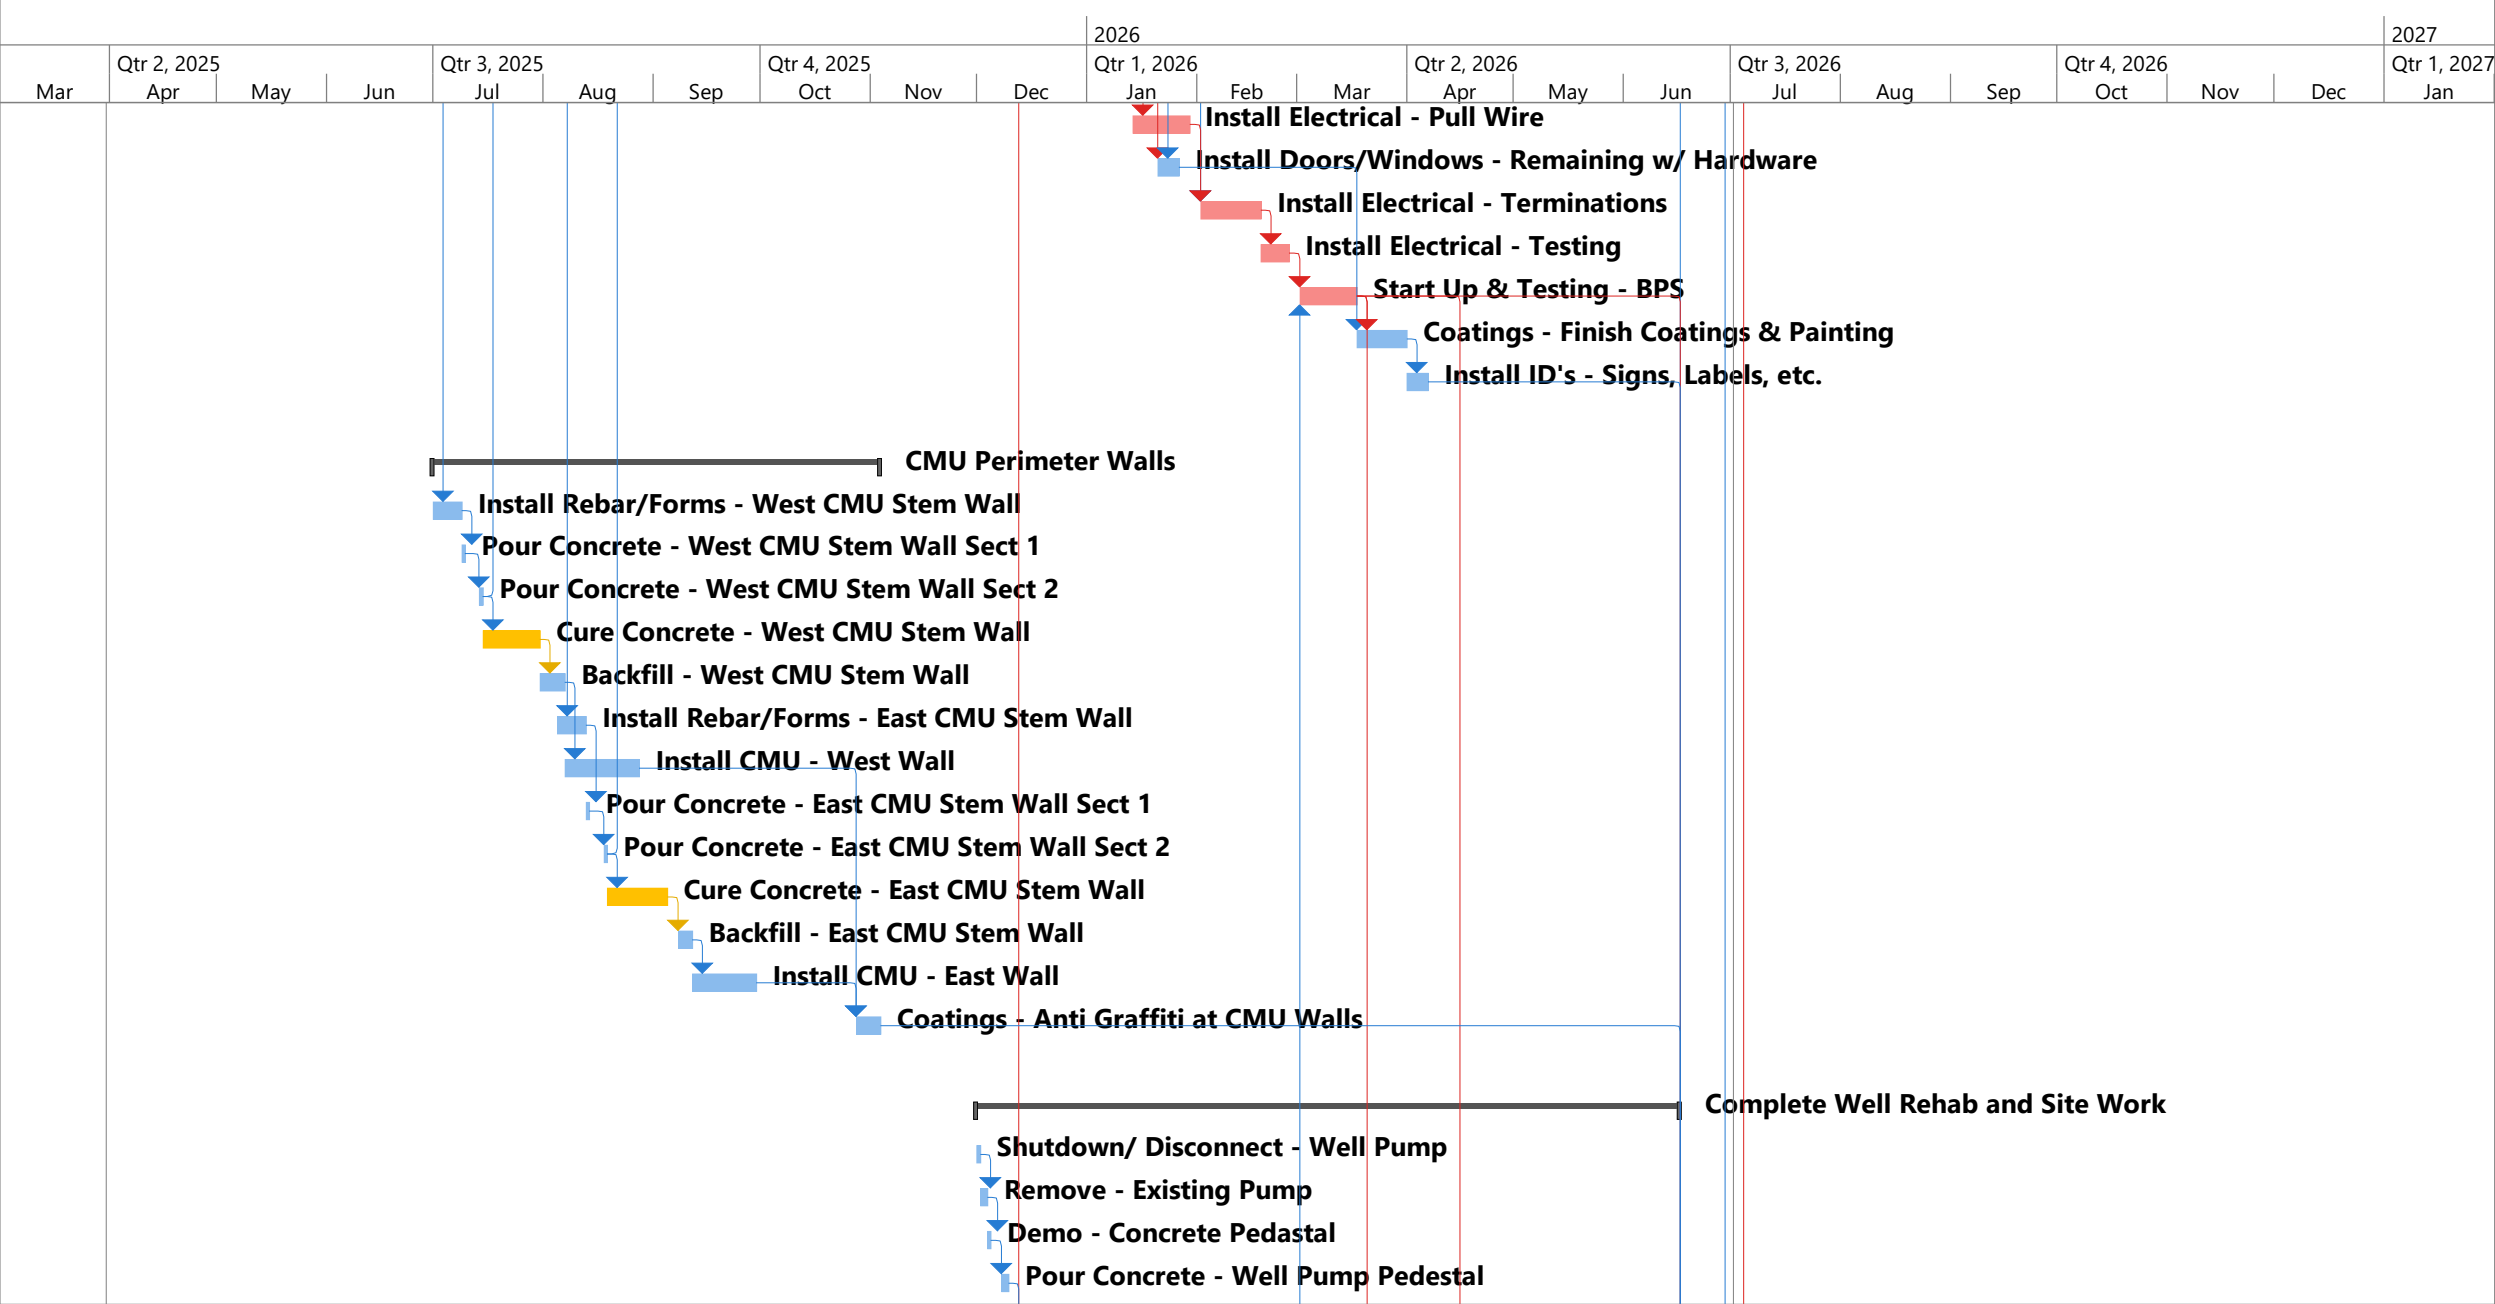 2026
2027
Qtr 2, 2025
Qtr 3, 2025
Qtr 4, 2025
Qtr 1, 2026
Qtr 2, 2026
Qtr 3, 2026
Qtr 4, 2026
Qtr 1, 2027
Mar
Apr
May
Jun
Jul
Aug
Sep
Oct
Nov
Dec
Jan
Feb
Mar
Apr
May
Jun
Jul
Aug
Sep
Oct
Nov
Dec
Jan
Install Electrical - Pull Wire
Install Doors/Windows - Remaining w/ Hardware
Install Electrical - Terminations
Install Electrical - Testing
Start Up & Testing - BPS
Coatings - Finish Coatings & Painting
Install ID's - Signs, Labels, etc.
CMU Perimeter Walls
Install Rebar/Forms - West CMU Stem Wall
Pour Concrete - West CMU Stem Wall Sect 1
Pour Concrete - West CMU Stem Wall Sect 2
Cure Concrete - West CMU Stem Wall
Backfill - West CMU Stem Wall
Install Rebar/Forms - East CMU Stem Wall
Install CMU - West Wall
Pour Concrete - East CMU Stem Wall Sect 1
Pour Concrete - East CMU Stem Wall Sect 2
Cure Concrete - East CMU Stem Wall
Backfill - East CMU Stem Wall
Install CMU - East Wall
Coatings - Anti Graffiti at CMU Walls
Complete Well Rehab and Site Work
Shutdown/ Disconnect - Well Pump
Remove - Existing Pump
Demo - Concrete Pedastal
Pour Concrete - Well Pump Pedestal